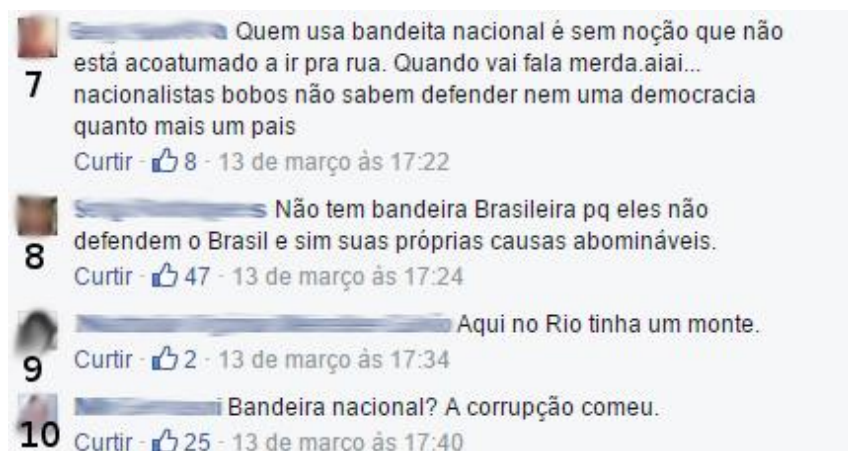 Quem usa bandeita nacional é sem noção que não
está acoatumado a ir pra rua. Quando vai fala merda.aiai...
nacionalistas bobos não sabem defender nem uma democracia
quanto mais um pais
7
Curtir · 8 · 13 de março às 17:22
Não tem bandeira Brasileira pq eles não
defendem o Brasil e sim suas próprias causas abomináveis.
8
Curtir · 47 · 13 de março às 17:24
Aqui no Rio tinha um monte.
9
Curtir · 2 · 13 de março às 17:34
Bandeira nacional? A corrupção comeu.
10
Curtir · 25 · 13 de março às 17:40